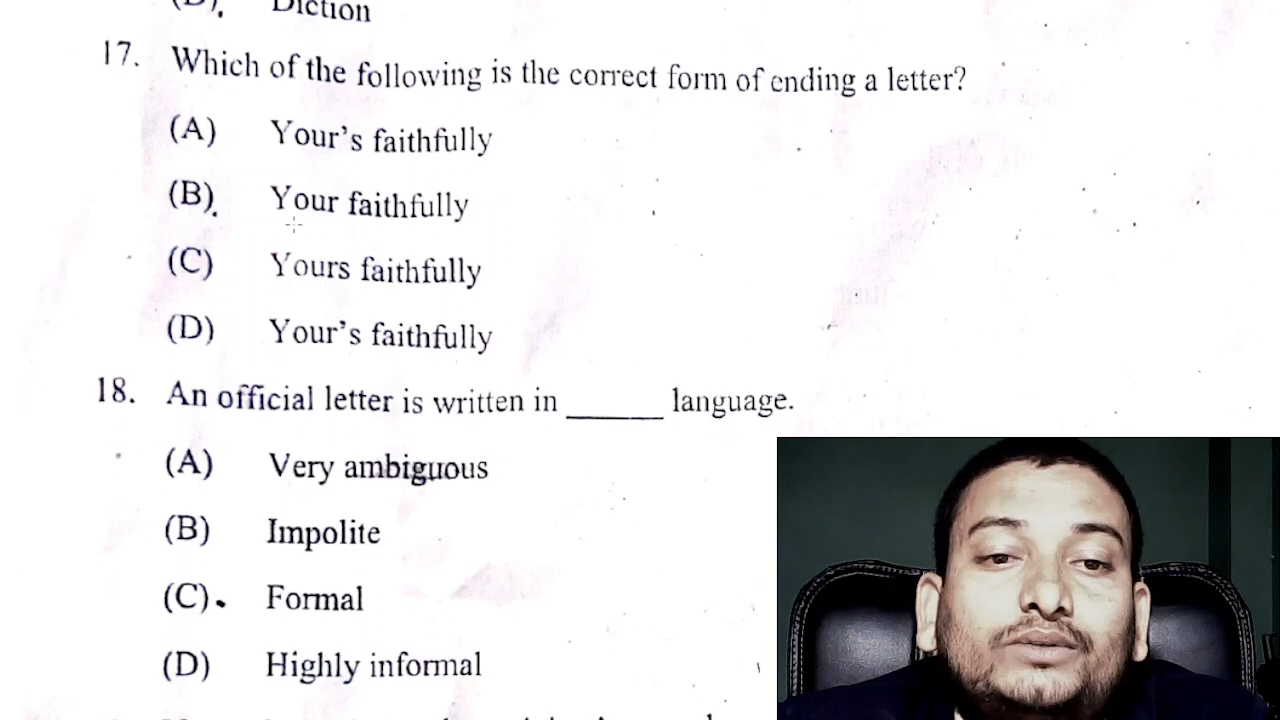 (D). Diction
17. Which of the following is the correct form of ending a letter?
(A) Your's faithfully
(B). Your faithfully
(C) Yours faithfully
(D) Your's faithfully
18. An official letter is written in ______ language.
(A) Very ambiguous
(B) Impolite
(C). Formal
(D) Highly informal